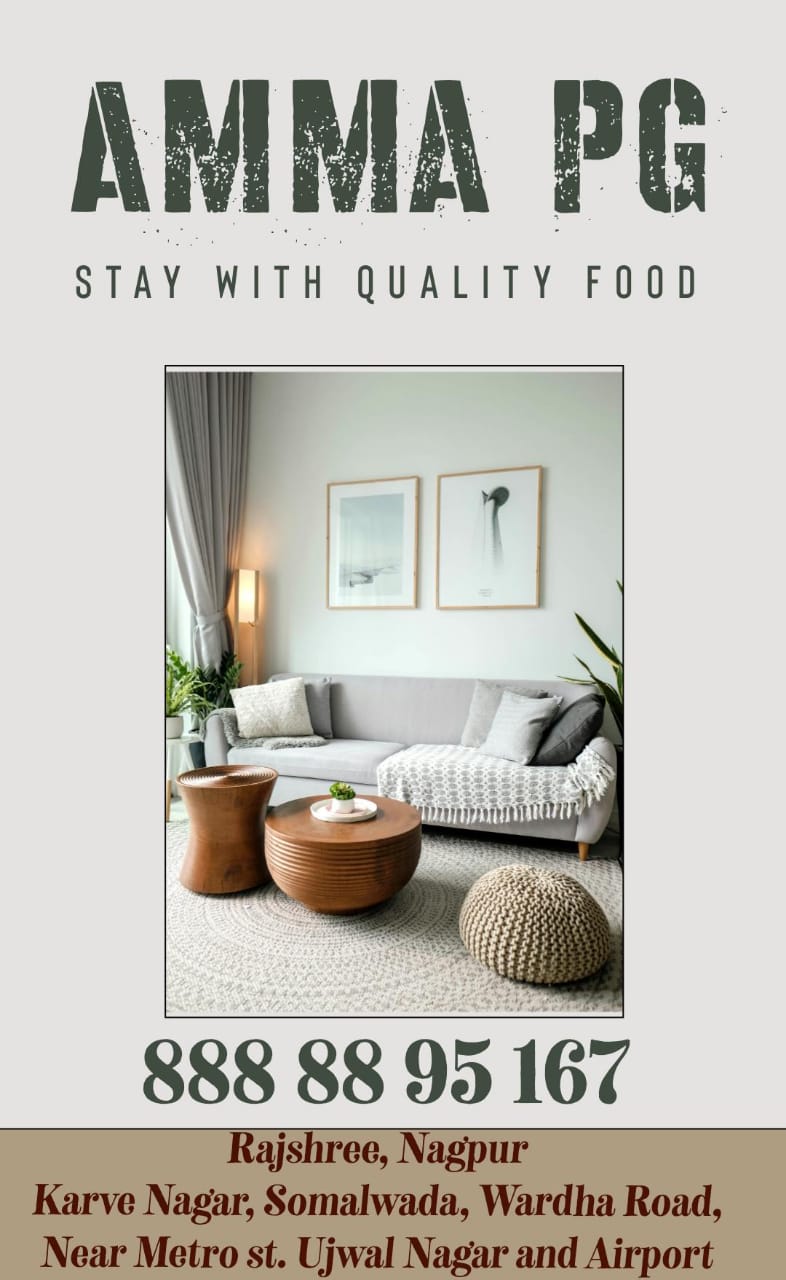 AMMA PG
STAY WITH QUALITY FOOD
888 88 95 167
Rajshree, Nagpur
Karve Nagar, Somalwada, Wardha Road,
Near Metro st. Ujwal Nagar and Airport